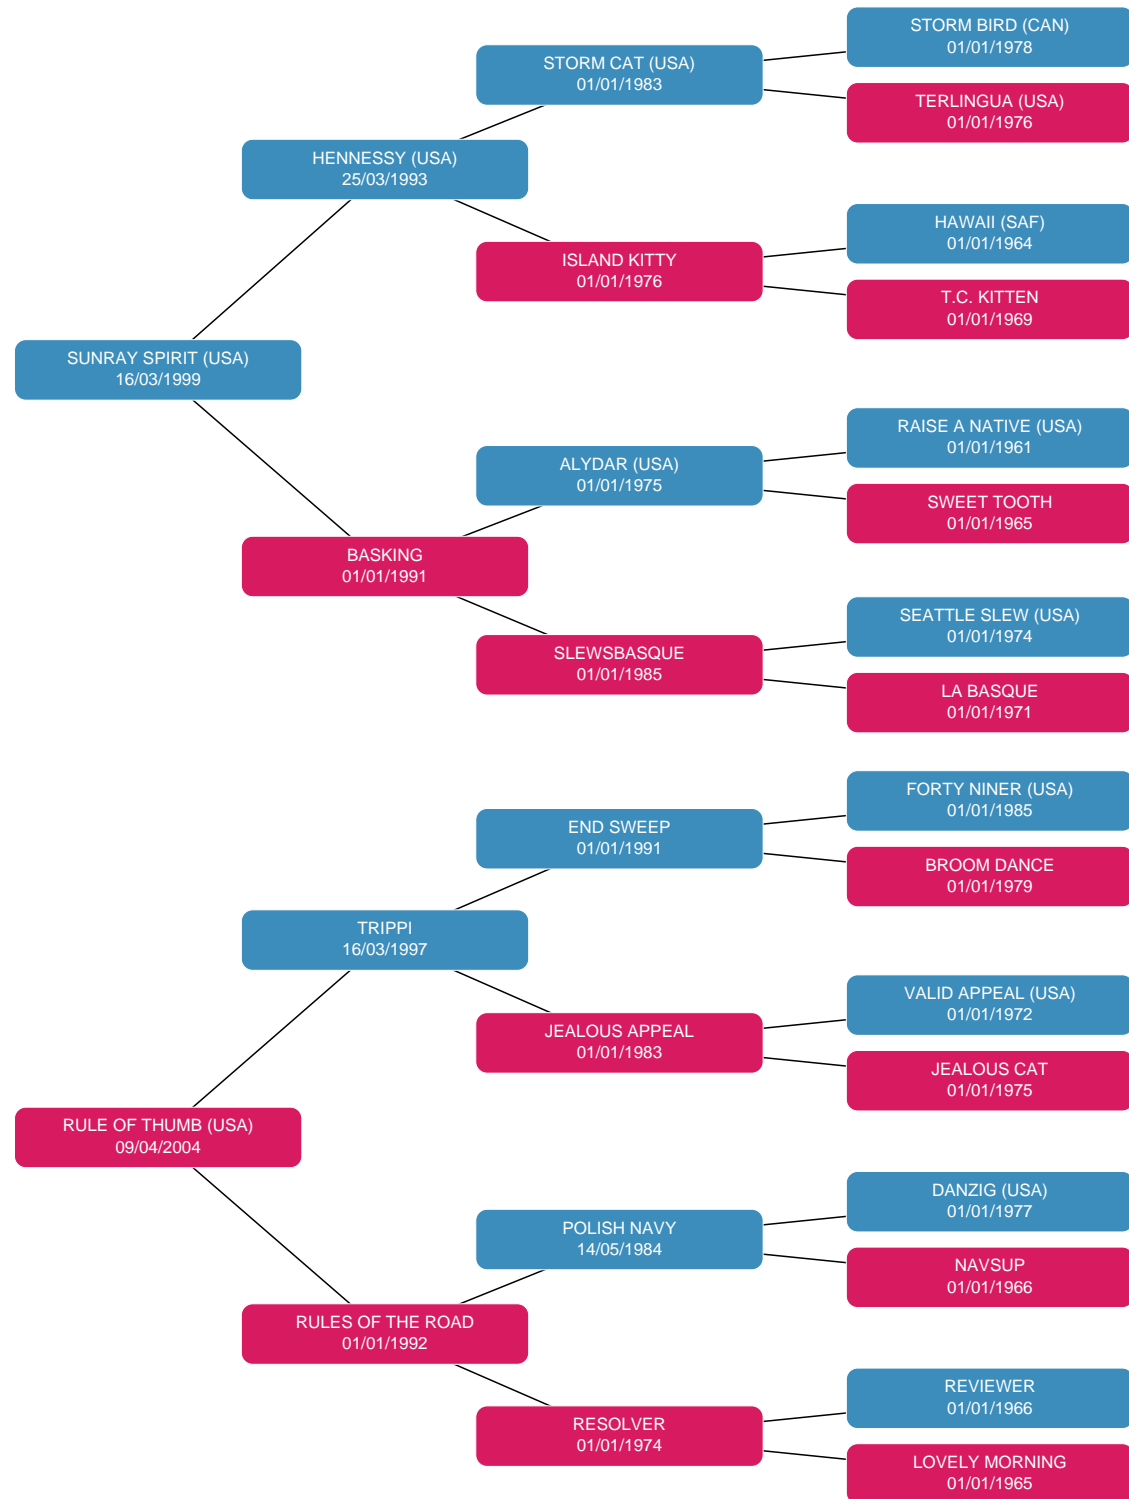 STORM BIRD (CAN)
01/01/1978
STORM CAT (USA)
01/01/1983
TERLINGUA (USA)
01/01/1976
HENNESSY (USA)
25/03/1993
HAWAII (SAF)
01/01/1964
ISLAND KITTY
01/01/1976
T.C. KITTEN
01/01/1969
SUNRAY SPIRIT (USA)
16/03/1999
RAISE A NATIVE (USA)
01/01/1961
ALYDAR (USA)
01/01/1975
SWEET TOOTH
01/01/1965
BASKING
01/01/1991
SEATTLE SLEW (USA)
01/01/1974
SLEWSBASQUE
01/01/1985
LA BASQUE
01/01/1971
FORTY NINER (USA)
01/01/1985
END SWEEP
01/01/1991
BROOM DANCE
01/01/1979
TRIPPI
16/03/1997
VALID APPEAL (USA)
01/01/1972
JEALOUS APPEAL
01/01/1983
JEALOUS CAT
01/01/1975
RULE OF THUMB (USA)
09/04/2004
DANZIG (USA)
01/01/1977
POLISH NAVY
14/05/1984
NAVSUP
01/01/1966
RULES OF THE ROAD
01/01/1992
REVIEWER
01/01/1966
RESOLVER
01/01/1974
LOVELY MORNING
01/01/1965